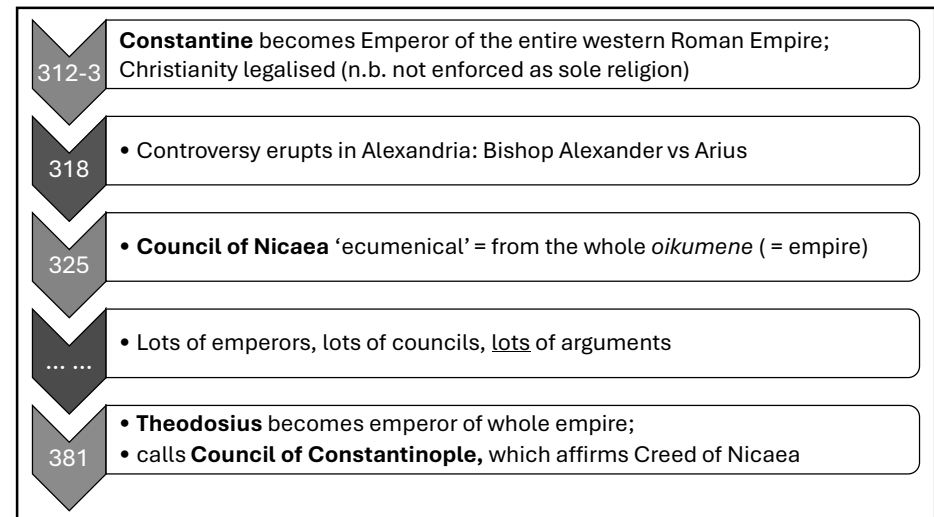 312-3
Constantine becomes Emperor of the entire western Roman Empire;
Christianity legalised (n.b. not enforced as sole religion)
318
• Controversy erupts in Alexandria: Bishop Alexander vs Arius
325
• Council of Nicaea ‘ecumenical’ = from the whole oikumene ( = empire)
... ...
• Lots of emperors, lots of councils, lots of arguments
381
• Theodosius becomes emperor of whole empire;
• calls Council of Constantinople, which affirms Creed of Nicaea